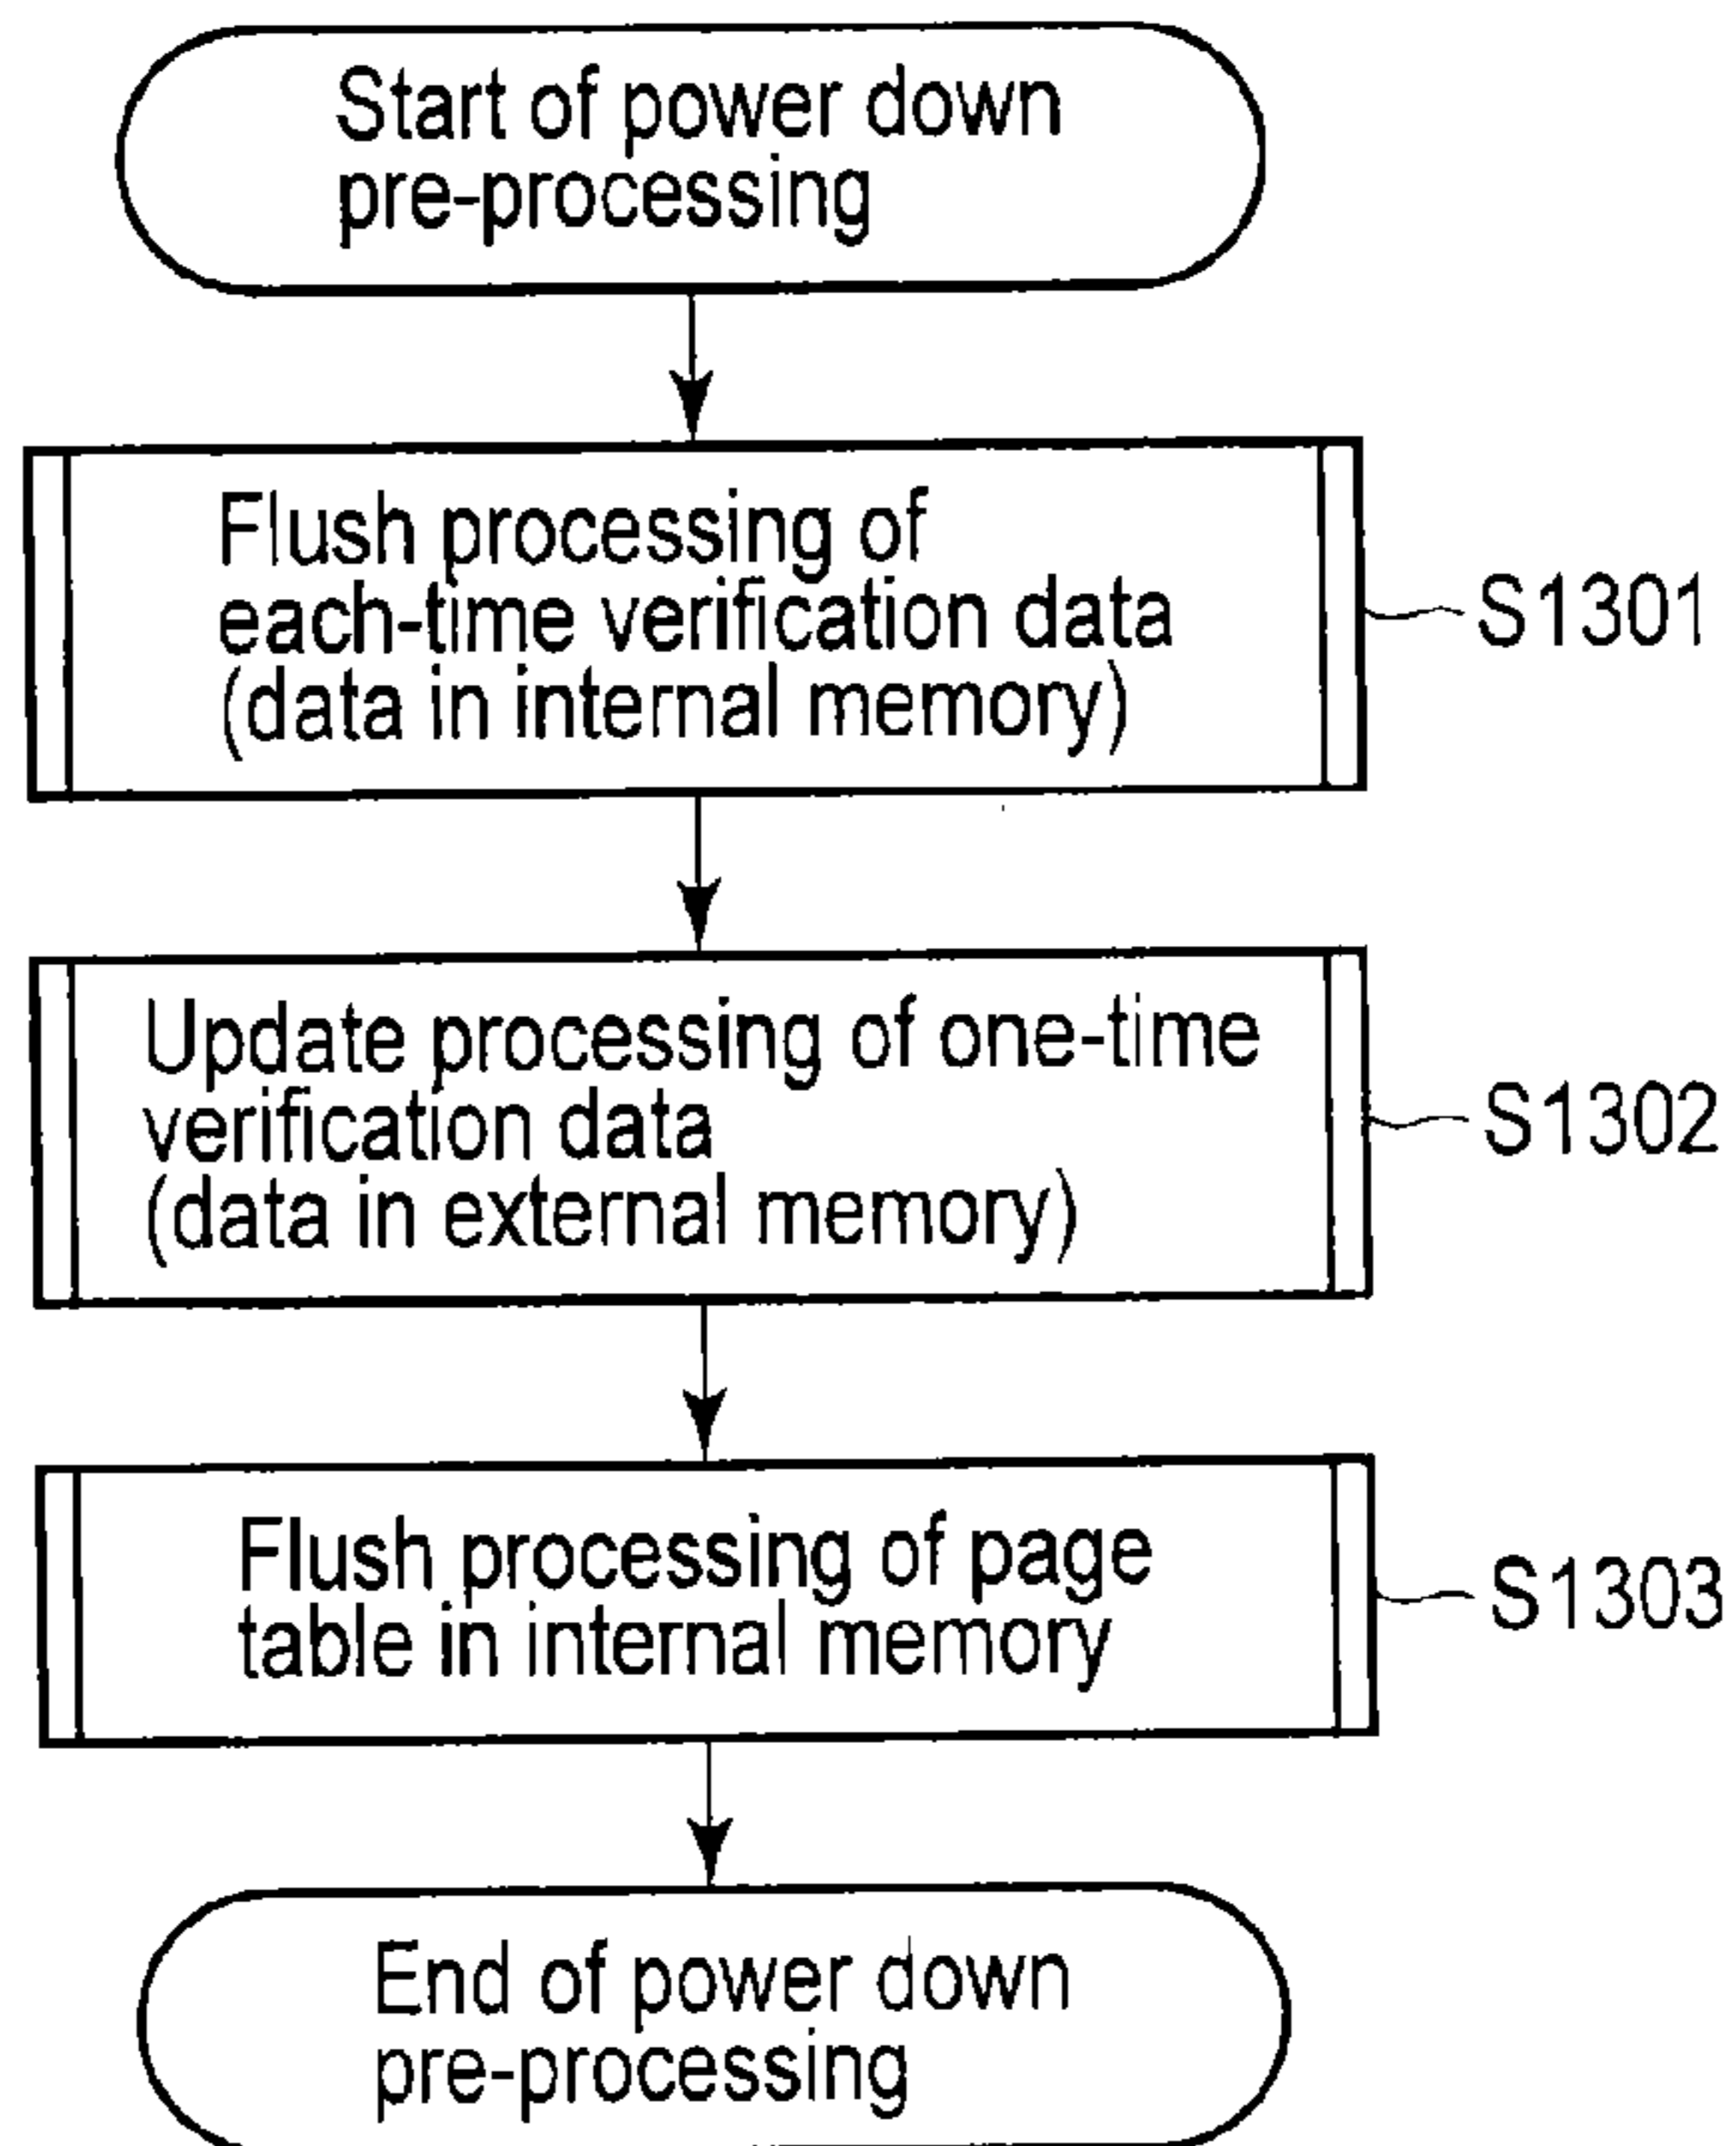 Start of power down
pre-processing
Flush processing of
each-time verification data
(data in internal memory)
S1301
Update processing of one-time
verification data
(data in external memory)
S1302
Flush processing of page
table in internal memory
S1303
End of power down
pre-processing